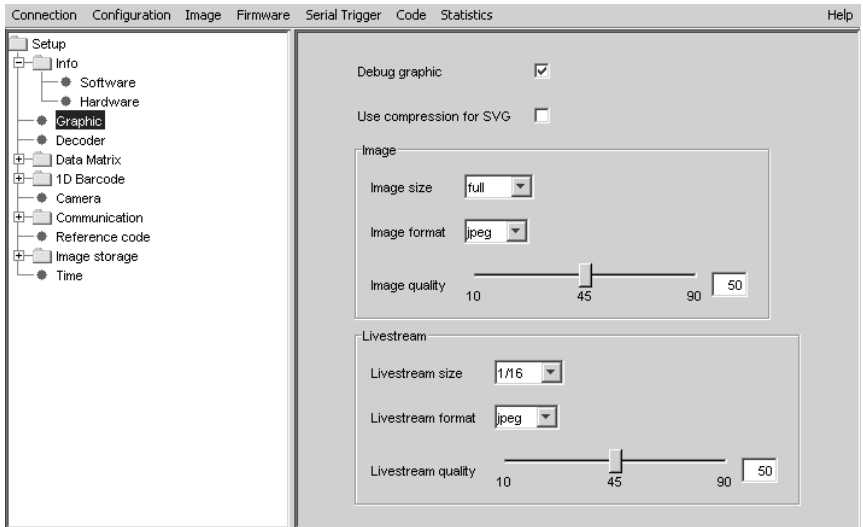 Connection Configuration Image Firmware Serial Trigger Code Statistics Help
Setup
Info
Software
Hardware
Graphic
Decoder
Data Matrix
1D Barcode
Camera
Communication
Reference code
Image storage
Time
Debug graphic
Use compression for SVG
Image
Image size full
Image format jpeg
Image quality 50
10 45 90
Livestream
Livestream size 1/16
Livestream format jpeg
Livestream quality 50
10 45 90